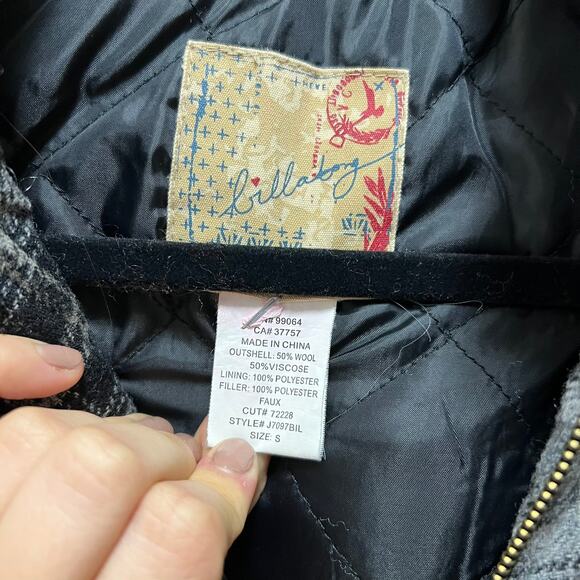 billabong
# 99064
CA# 37757
MADE IN CHINA
OUTSHELL: 50% WOOL
50%VISCOSE
LINING: 100% POLYESTER
FILLER: 100% POLYESTER
FAUX
CUT# 72228
STYLE# J7097BIL
SIZE: S